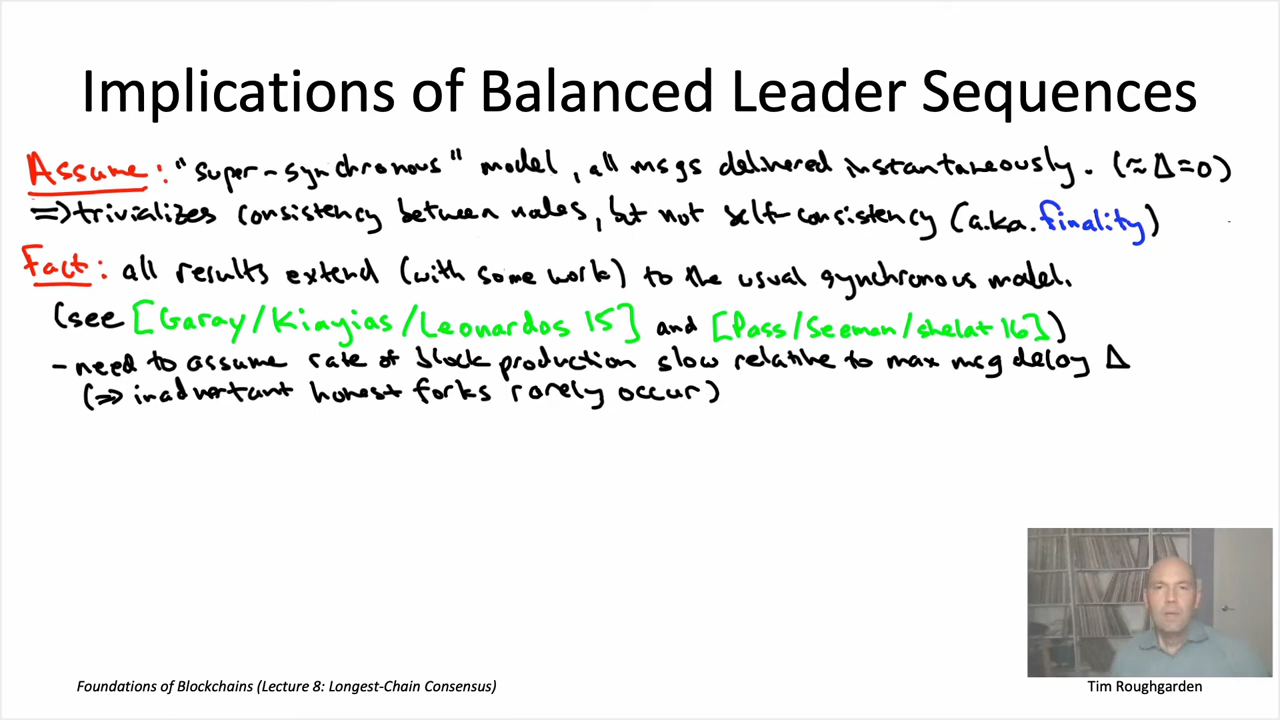 Implications of Balanced Leader Sequences
Assume: "super-synchronous" model, all msgs delivered instantaneously. (≈ Δ=0)
⇒ trivializes consistency between nodes, but not self-consistency (a.k.a. finality)
Fact: all results extend (with some work) to the usual synchronous model.
(see [Garay/Kiayias/Leonardos 15] and [Pass/Seeman/shelat 16])
- need to assume rate of block production slow relative to max msg delay Δ
(⇒ inadvertant honest forks rarely occur)
Foundations of Blockchains (Lecture 8: Longest-Chain Consensus)
Tim Roughgarden